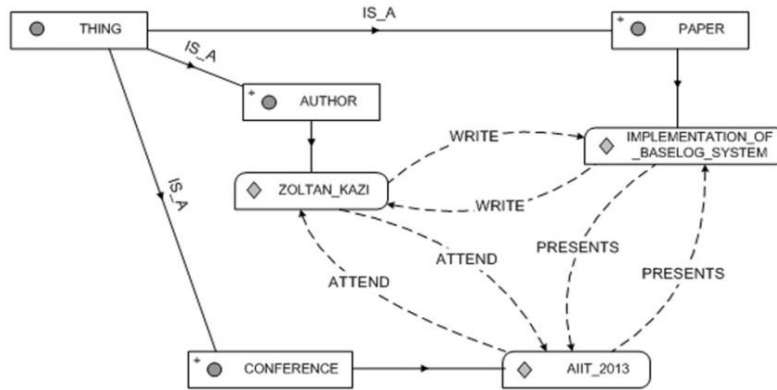 IS_A
THING
PAPER
IS_A
AUTHOR
WRITE
IMPLEMENTATION_OF
_BASELOG_SYSTEM
IS_A
ZOLTAN_KAZI
WRITE
PRESENTS
ATTEND
PRESENTS
ATTEND
CONFERENCE
AIIT_2013